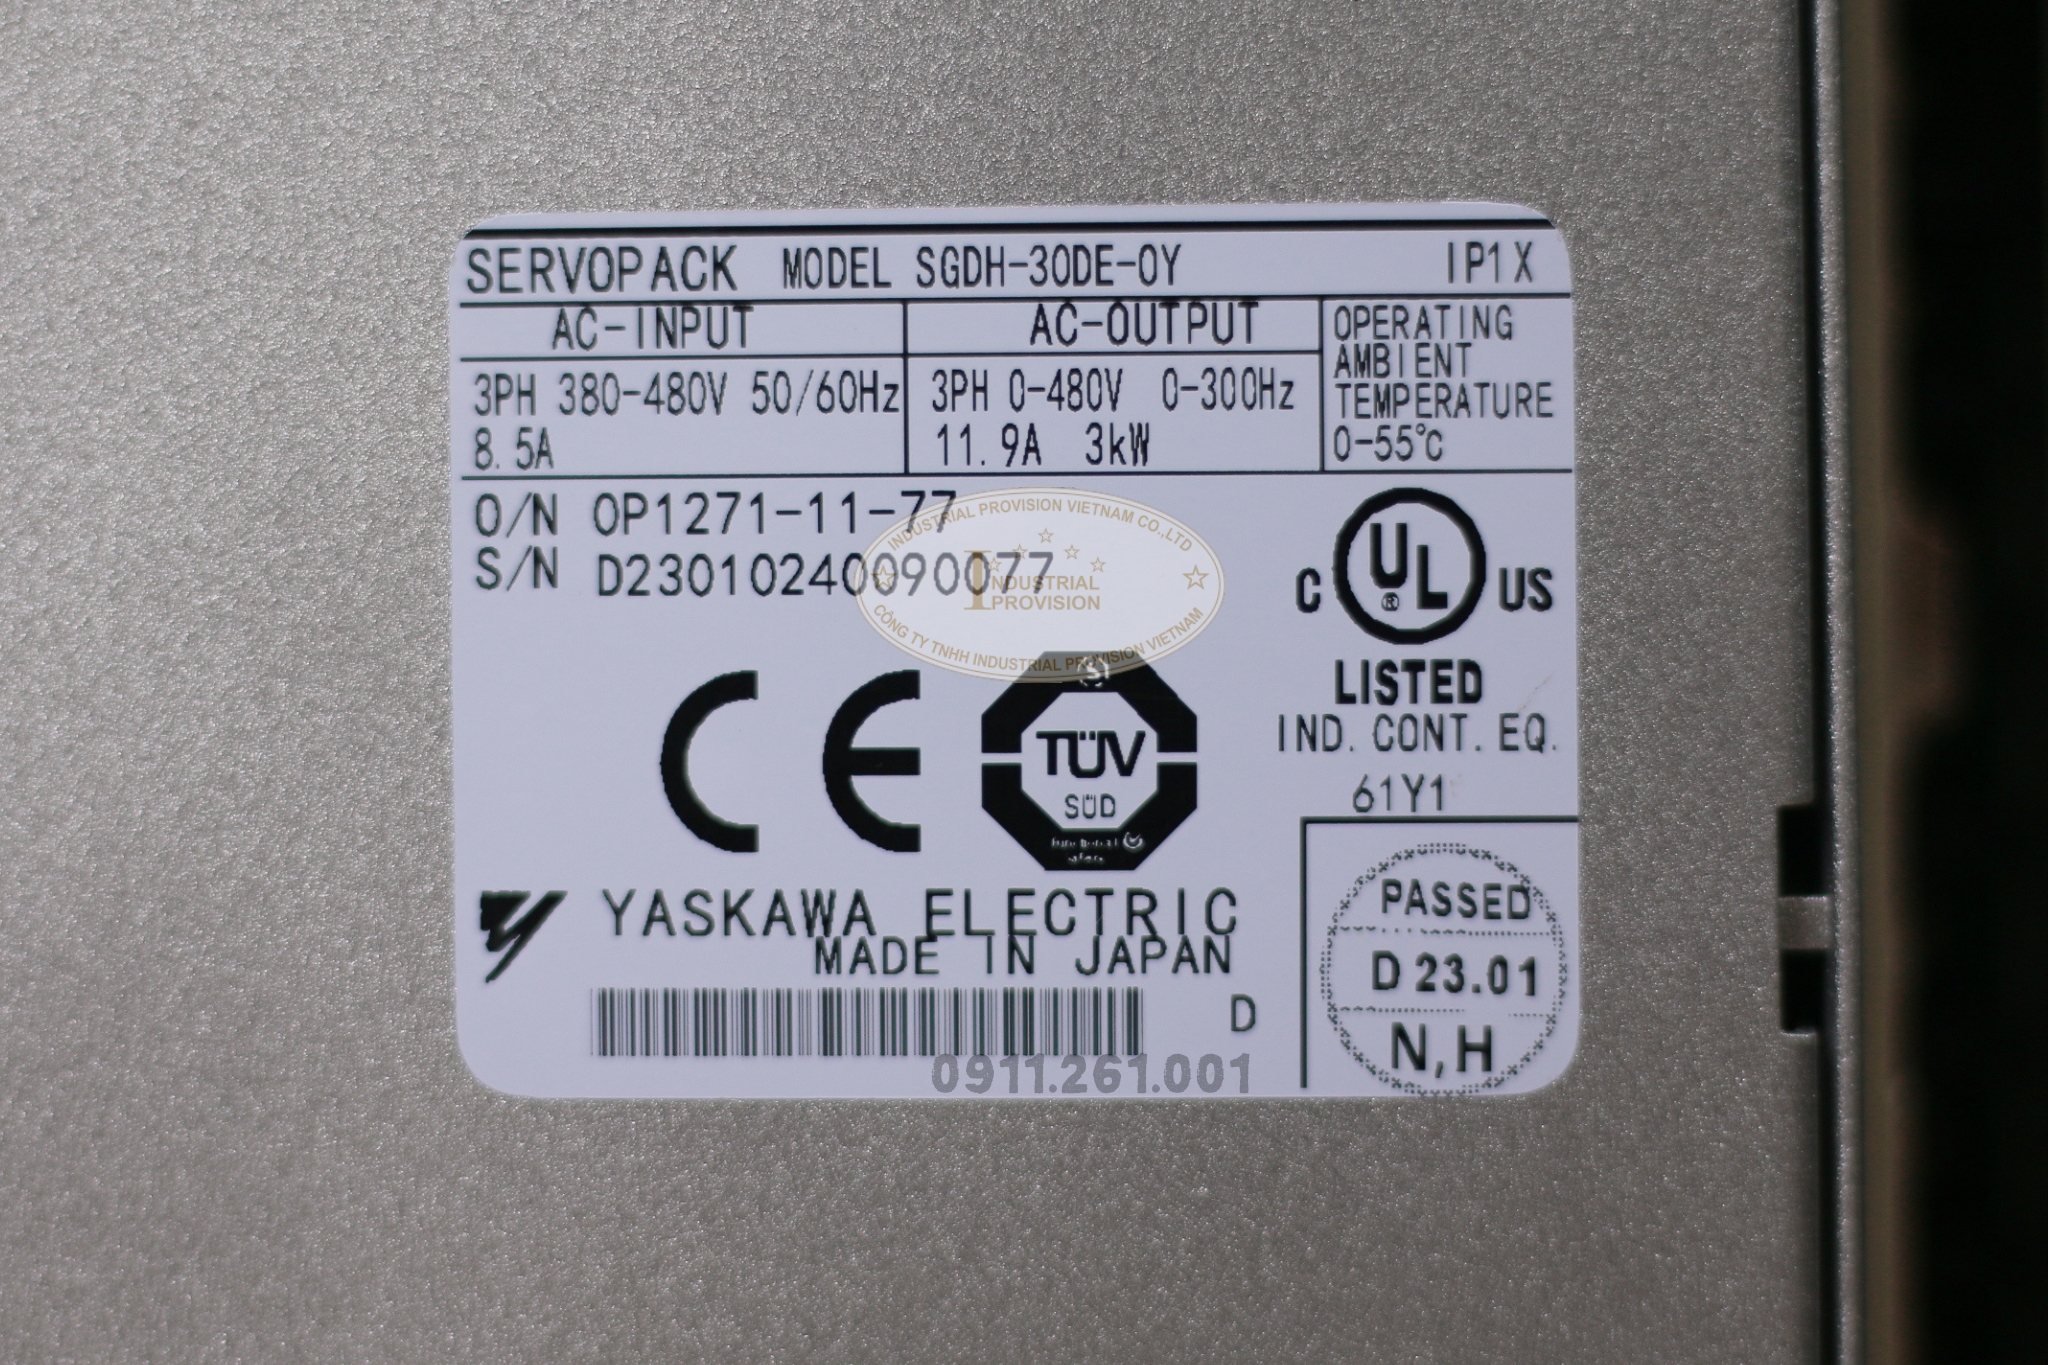 SERVOPACK MODEL SGDH-30DE-OY IP1X
AC-INPUT
3PH 380-480V 50/60Hz
8.5A
AC-OUTPUT
3PH 0-480V 0-300Hz
11.9A 3kW
OPERATING
AMBIENT
TEMPERATURE
0-55℃
O/N OP1271-11-77
S/N D23010240090077
INDUSTRIAL PROVISION VIETNAM CO.,LTD
INDUSTRIAL
PROVISION
CÔNG TY TNHH INDUSTRIAL PROVISION VIETNAM
C UL® US
LISTED
IND. CONT. EQ.
61Y1
CE
TÜV
SÜD
YASKAWA ELECTRIC
MADE IN JAPAN
D
0911.261.001
PASSED
D 23.01
N,H